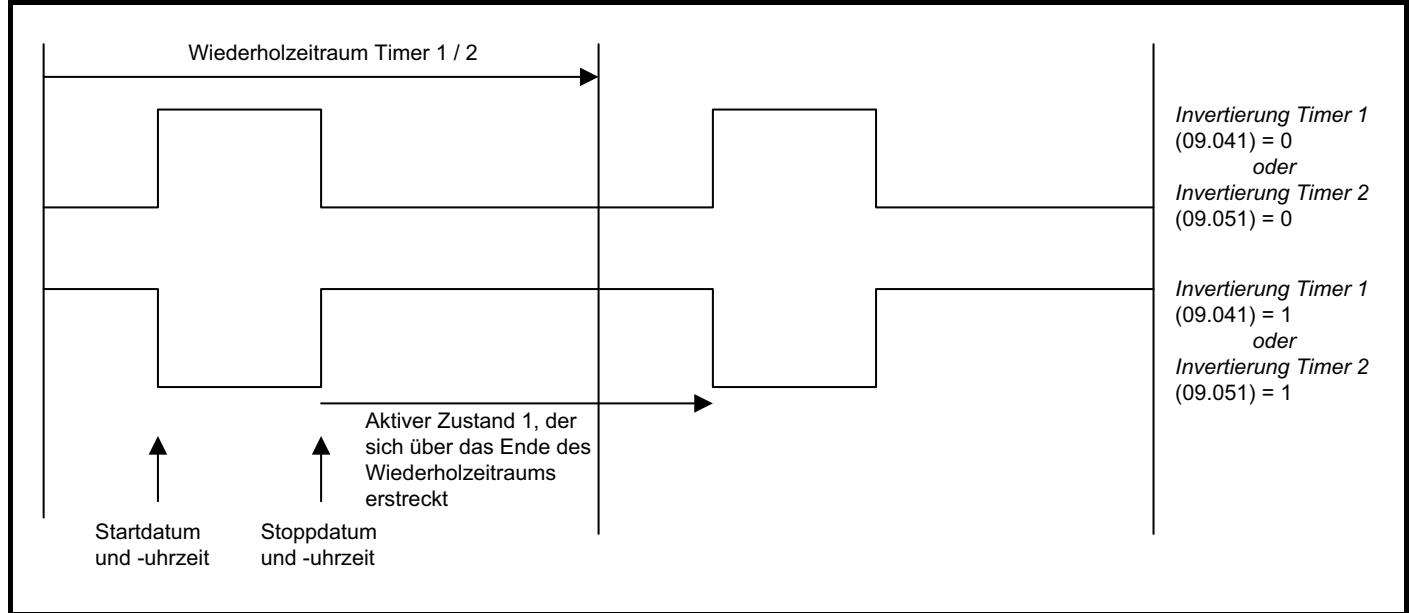 Wiederholzeitraum Timer 1 / 2
Invertierung Timer 1
(09.041) = 0
oder
Invertierung Timer 2
(09.051) = 0
Invertierung Timer 1
(09.041) = 1
oder
Invertierung Timer 2
(09.051) = 1
Aktiver Zustand 1, der
sich über das Ende des
Wiederholzeitraums
erstreckt
Startdatum
und -uhrzeit
Stoppdatum
und -uhrzeit